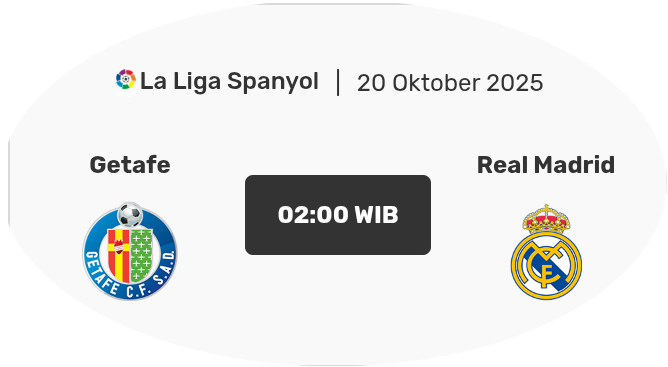 La Liga Spanyol | 20 Oktober 2025
Getafe
Real Madrid
02:00 WIB
GETAFE C.F. S.A.D.